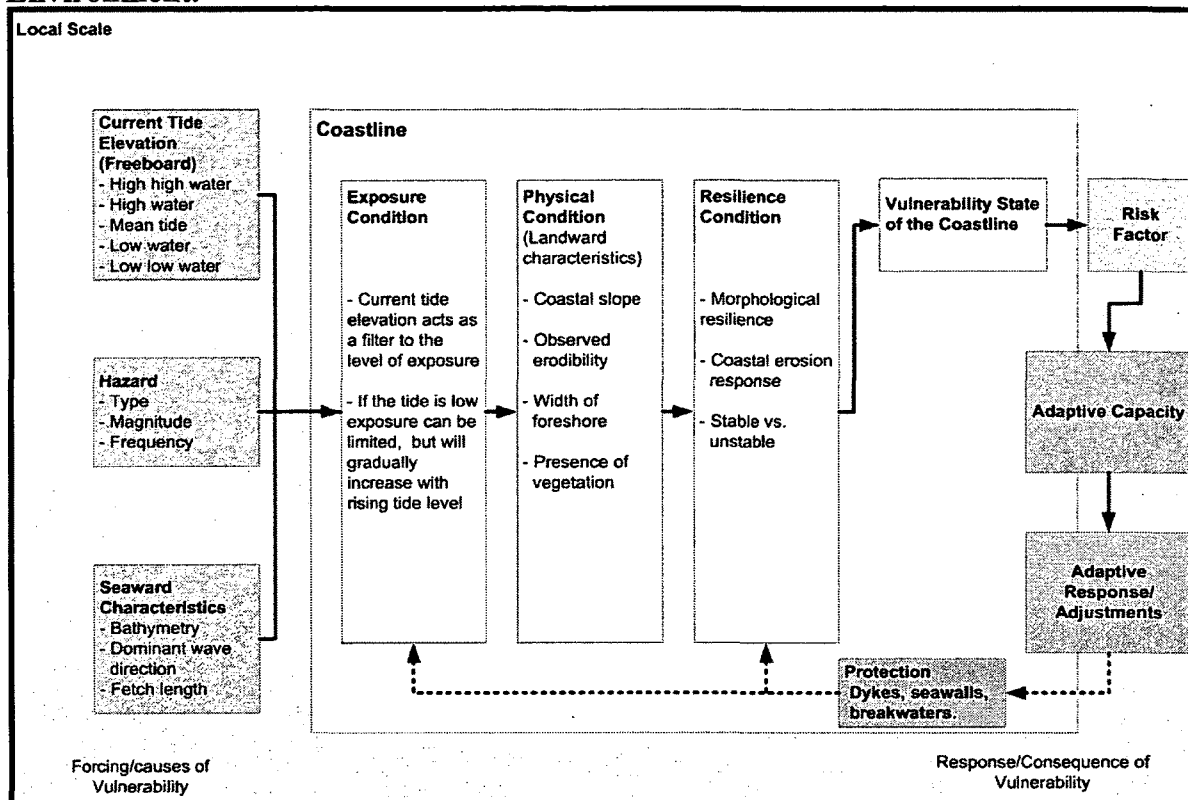 Environment.
Local Scale
Current Tide
Elevation
(Freeboard)
- High high water
- High water
- Mean tide
- Low water
- Low low water
Hazard
- Type
- Magnitude
- Frequency
Seaward
Characteristics
- Bathymetry
- Dominant wave
direction
- Fetch length
Forcing/causes of
Vulnerability
Coastline
Exposure
Condition
- Current tide
elevation acts as
a filter to the
level of exposure
- If the tide is low
exposure can be
limited, but will
gradually
increase with
rising tide level
Physical
Condition
(Landward
characteristics)
- Coastal slope
- Observed
erodibility
- Width of
foreshore
- Presence of
vegetation
Resilience
Condition
- Morphological
resilience
- Coastal erosion
response
- Stable vs.
unstable
Vulnerability State
of the Coastline
Risk
Factor
Adaptive Capacity
Adaptive
Response/
Adjustments
Protection
Dykes, seawalls,
breakwaters.
Response/Consequence of
Vulnerability